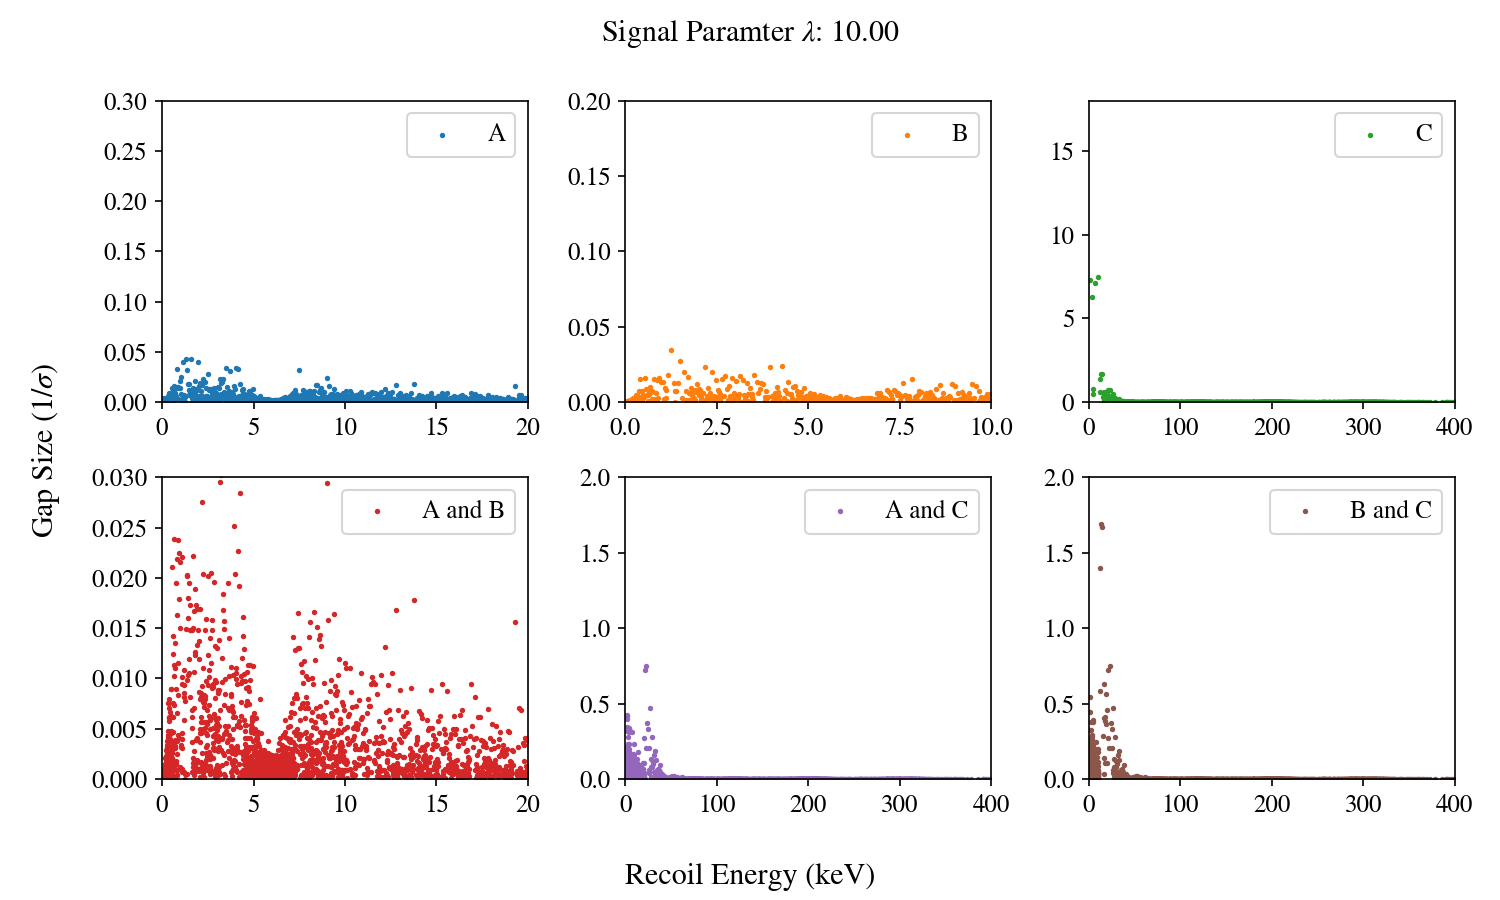 Signal Paramter λ: 10.00
0.30
0.25
0.20
0.15
0.10
0.05
0.00
0 5 10 15 20
A
0.20
0.15
0.10
0.05
0.00
0.0 2.5 5.0 7.5 10.0
B
15
10
5
0
0 100 200 300 400
C
Gap Size (1/σ)
0.030
0.025
0.020
0.015
0.010
0.005
0.000
0 5 10 15 20
A and B
2.0
1.5
1.0
0.5
0.0
0 100 200 300 400
A and C
2.0
1.5
1.0
0.5
0.0
0 100 200 300 400
B and C
Recoil Energy (keV)